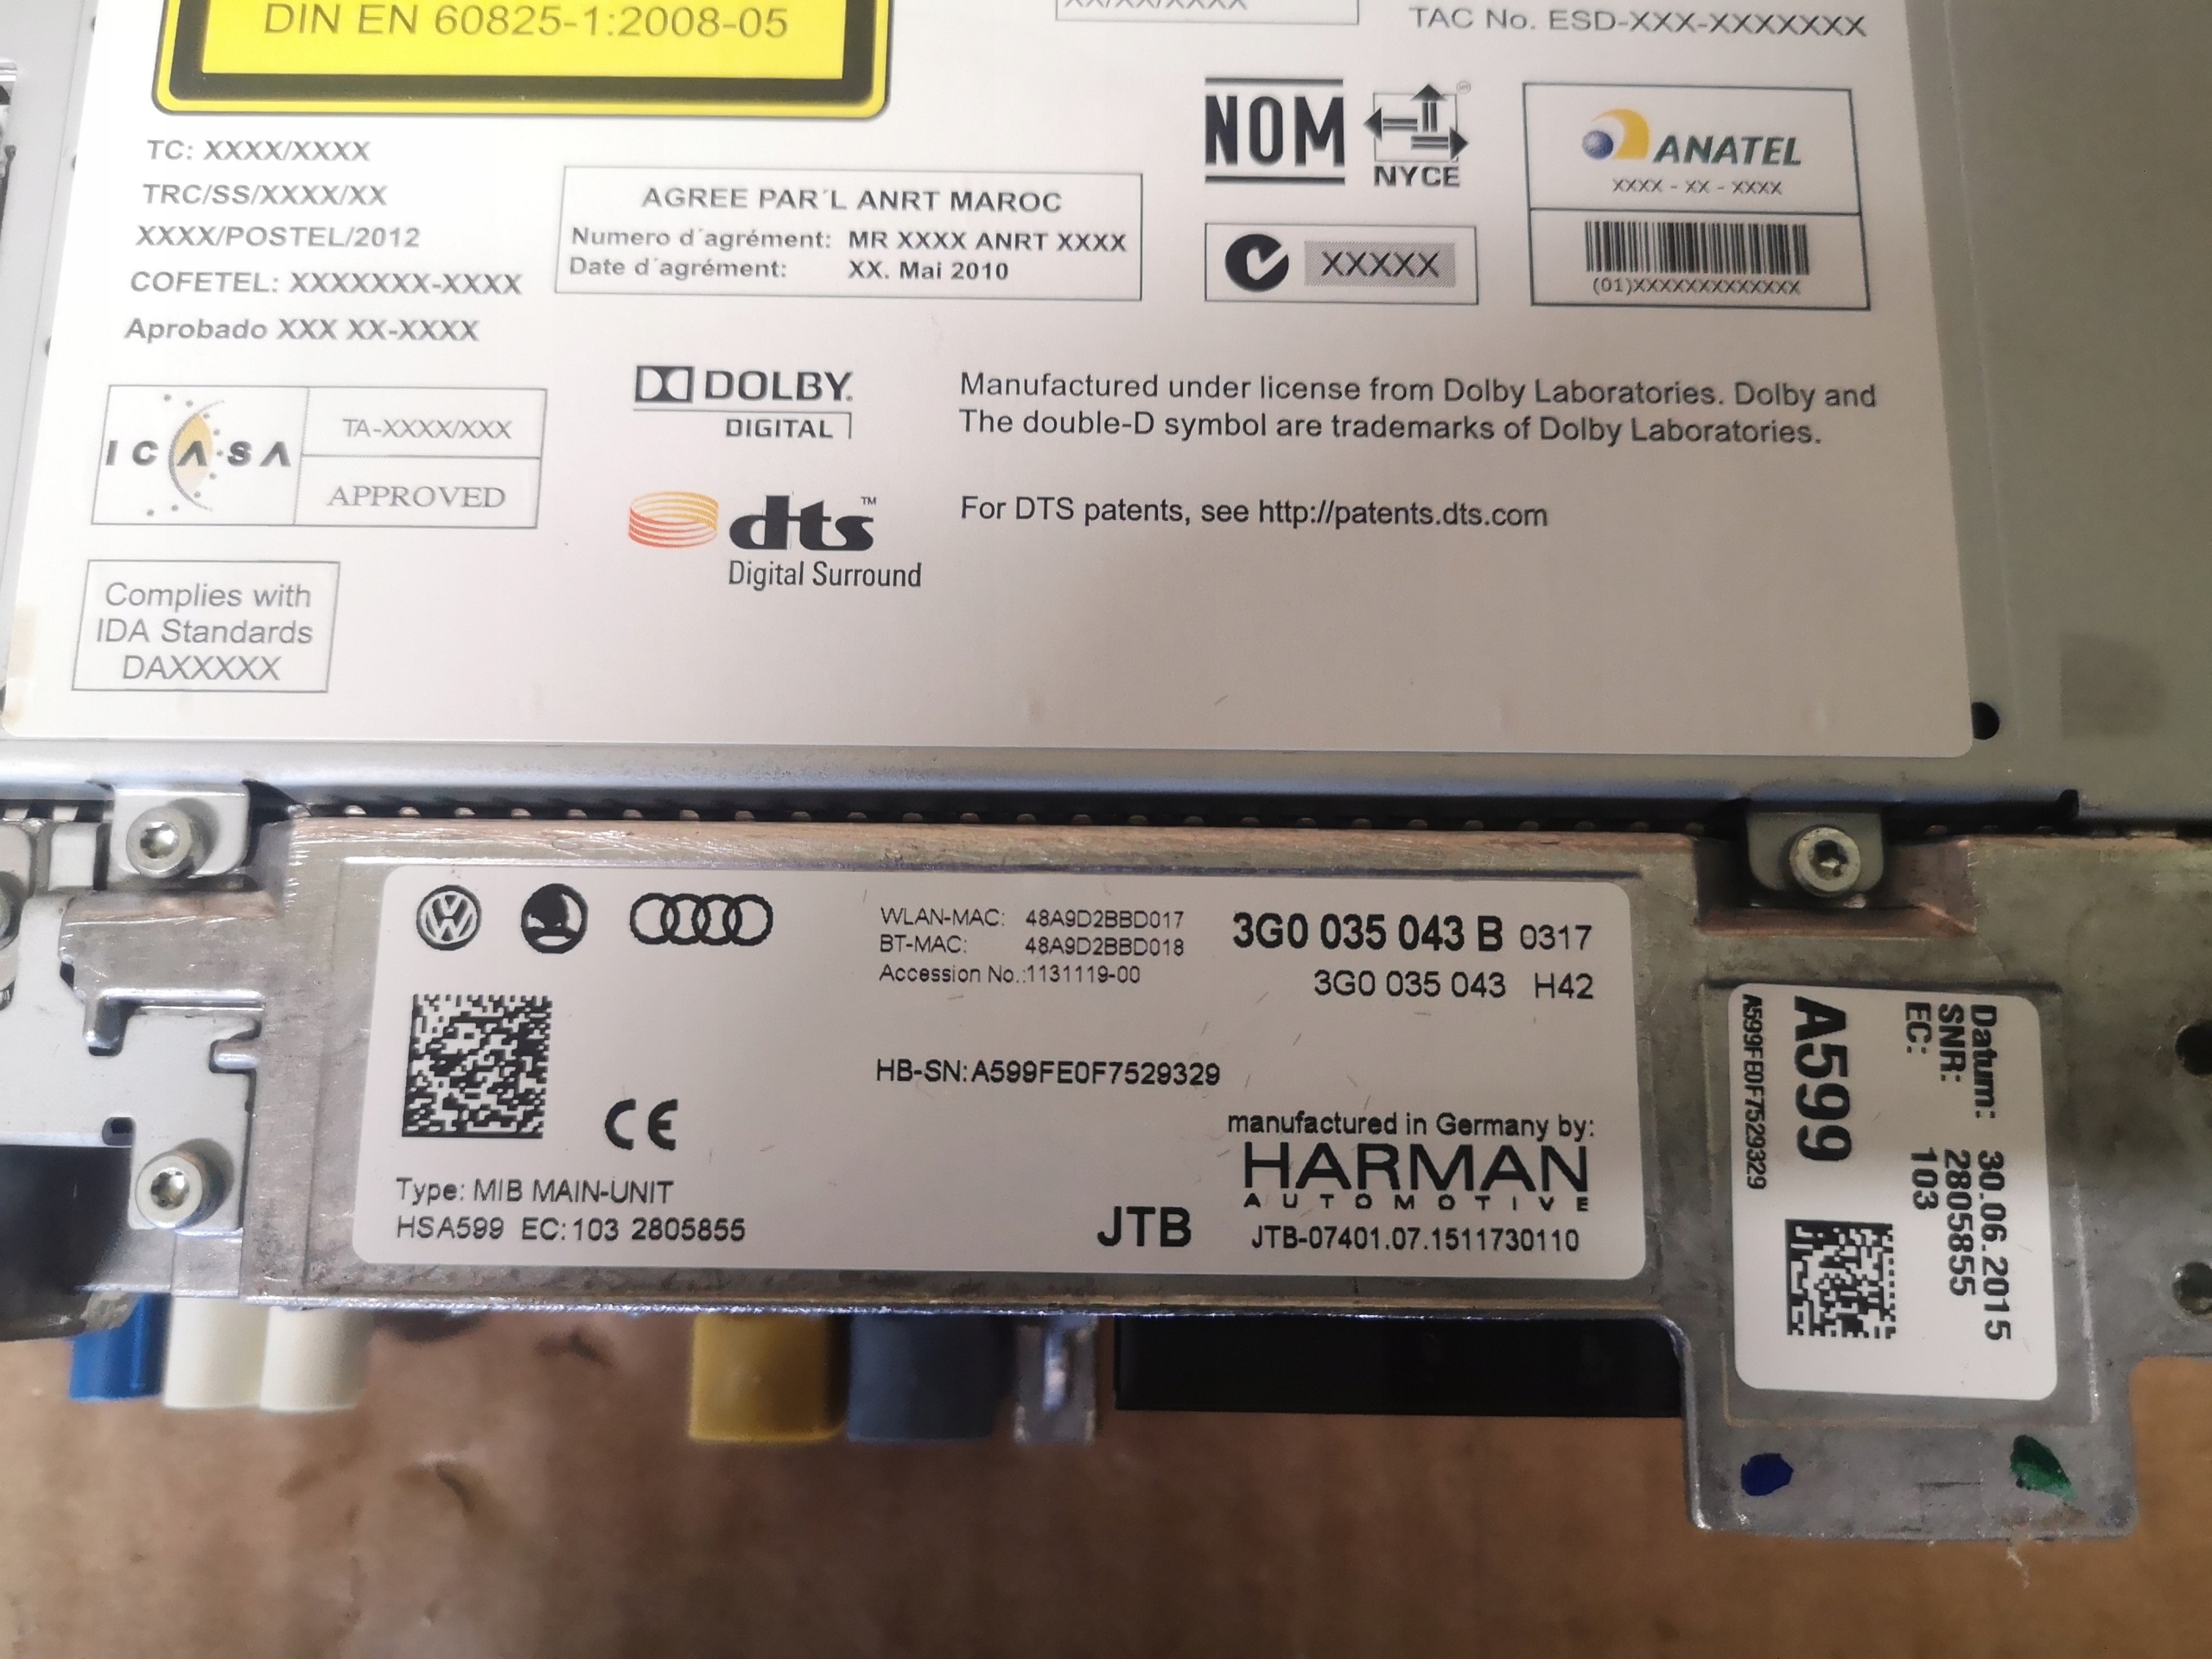 DIN EN 60825-1:2008-05
XX/XX/XXXX
TAC No. ESD-XXX-XXXXXXX
TC: XXXX/XXXX
TRC/SS/XXXX/XX
XXXX/POSTEL/2012
COFETEL: XXXXXXX-XXXX
Aprobado XXX XX-XXXX
AGREE PAR´L ANRT MAROC
Numero d´agrément: MR XXXX ANRT XXXX
Date d´agrément: XX. Mai 2010
NOM
NYCE
XXXXX
ANATEL
XXXX - XX - XXXX
(01)XXXXXXXXXXXXX
ICASA
TA-XXXX/XXX
APPROVED
DOLBY
DIGITAL
Manufactured under license from Dolby Laboratories. Dolby and
The double-D symbol are trademarks of Dolby Laboratories.
dts™
Digital Surround
For DTS patents, see http://patents.dts.com
Complies with
IDA Standards
DAXXXXX
WLAN-MAC: 48A9D2BBD017
BT-MAC: 48A9D2BBD018
Accession No.:1131119-00
3G0 035 043 B 0317
3G0 035 043 H42
HB-SN:A599FE0F7529329
CE
Type: MIB MAIN-UNIT
HSA599 EC:103 2805855
manufactured in Germany by:
HARMAN
AUTOMOTIVE
JTB
JTB-07401.07.1511730110
Datum: 30.06.2015
SNR: 2805855
EC: 103
A599
A599FE0F7529329